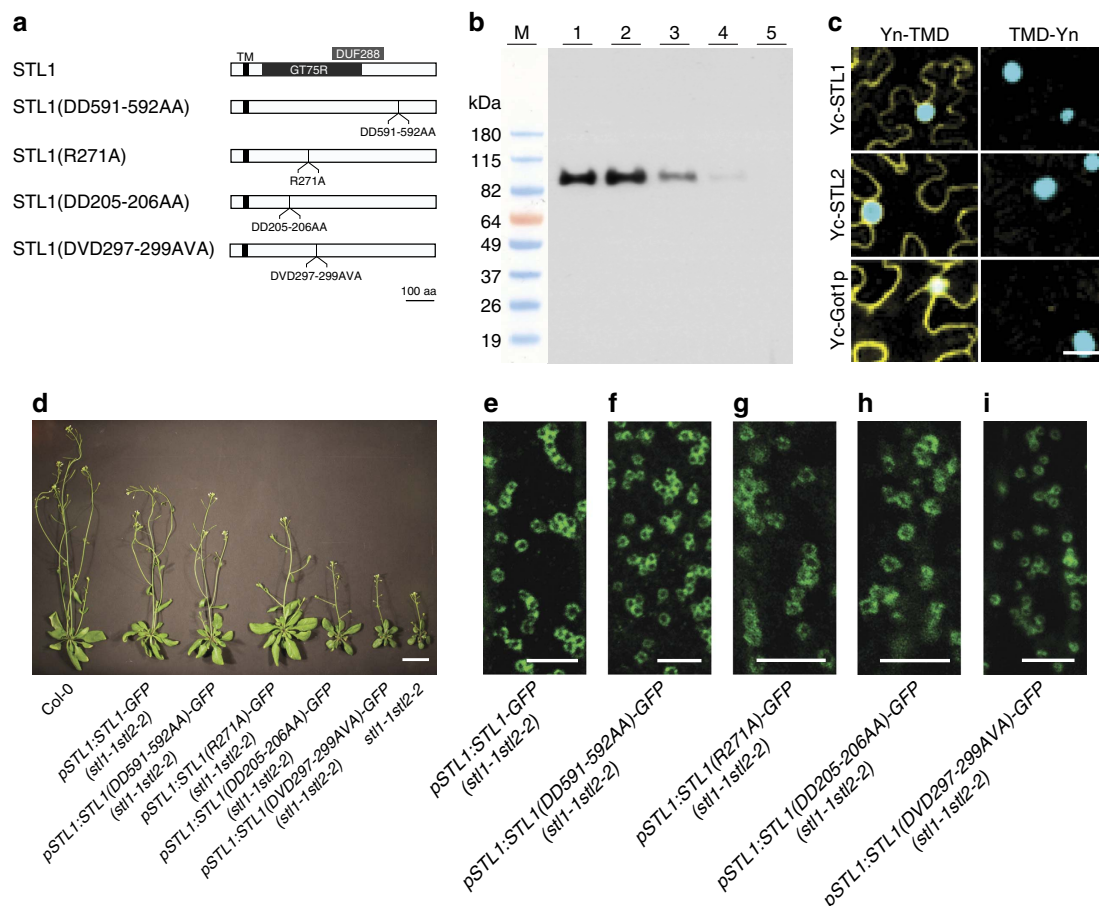 a
TM
DUF288
STL1
GT75R
STL1(DD591-592AA)
DD591-592AA
STL1(R271A)
R271A
STL1(DD205-206AA)
DD205-206AA
STL1(DVD297-299AVA)
DVD297-299AVA
100 aa
b
M 1 2 3 4 5
kDa
180
115
82
64
49
37
26
19
c
Yn-TMD TMD-Yn
Yc-STL1
Yc-STL2
Yc-Got1p
d
Col-0
pSTL1:STL1-GFP
(stl1-1stl2-2)
pSTL1:STL1(DD591-592AA)-GFP
(stl1-1stl2-2)
pSTL1:STL1(R271A)-GFP
(stl1-1stl2-2)
pSTL1:STL1(DD205-206AA)-GFP
(stl1-1stl2-2)
pSTL1:STL1(DVD297-299AVA)-GFP
(stl1-1stl2-2)
stl1-1stl2-2
e
pSTL1:STL1-GFP
(stl1-1stl2-2)
f
pSTL1:STL1(DD591-592AA)-GFP
(stl1-1stl2-2)
g
pSTL1:STL1(R271A)-GFP
(stl1-1stl2-2)
h
pSTL1:STL1(DD205-206AA)-GFP
(stl1-1stl2-2)
i
pSTL1:STL1(DVD297-299AVA)-GFP
(stl1-1stl2-2)